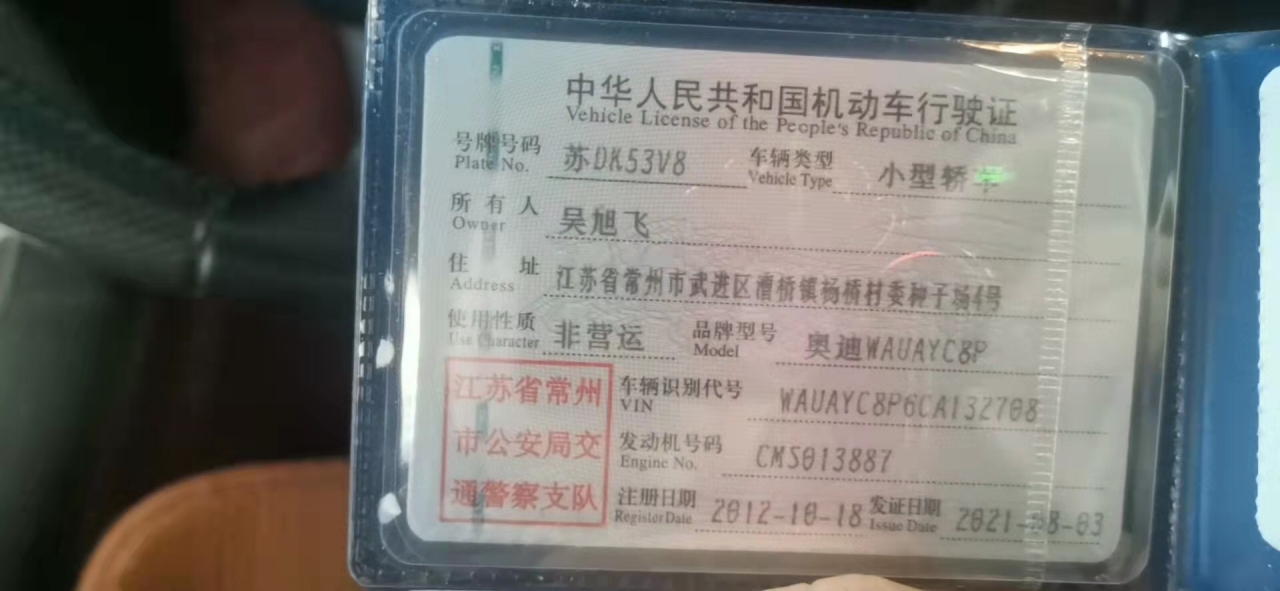 中华人民共和国机动车行驶证
Vehicle License of the People's Republic of China
号牌号码 苏DK53V8 车辆类型 小型轿车
Plate No. Vehicle Type
所有人 吴旭飞
Owner
住址 江苏省常州市武进区漕桥镇杨桥村委种子场4号
Address
使用性质 非营运 品牌型号 奥迪WAUAYC8P
Use Character Model
江苏省常州
市公安局交
通警察支队
车辆识别代号 WAUAYC8P6CA132708
VIN
发动机号码 CMS013887
Engine No.
注册日期 2012-10-18 发证日期 2021-08-03
Register Date Issue Date